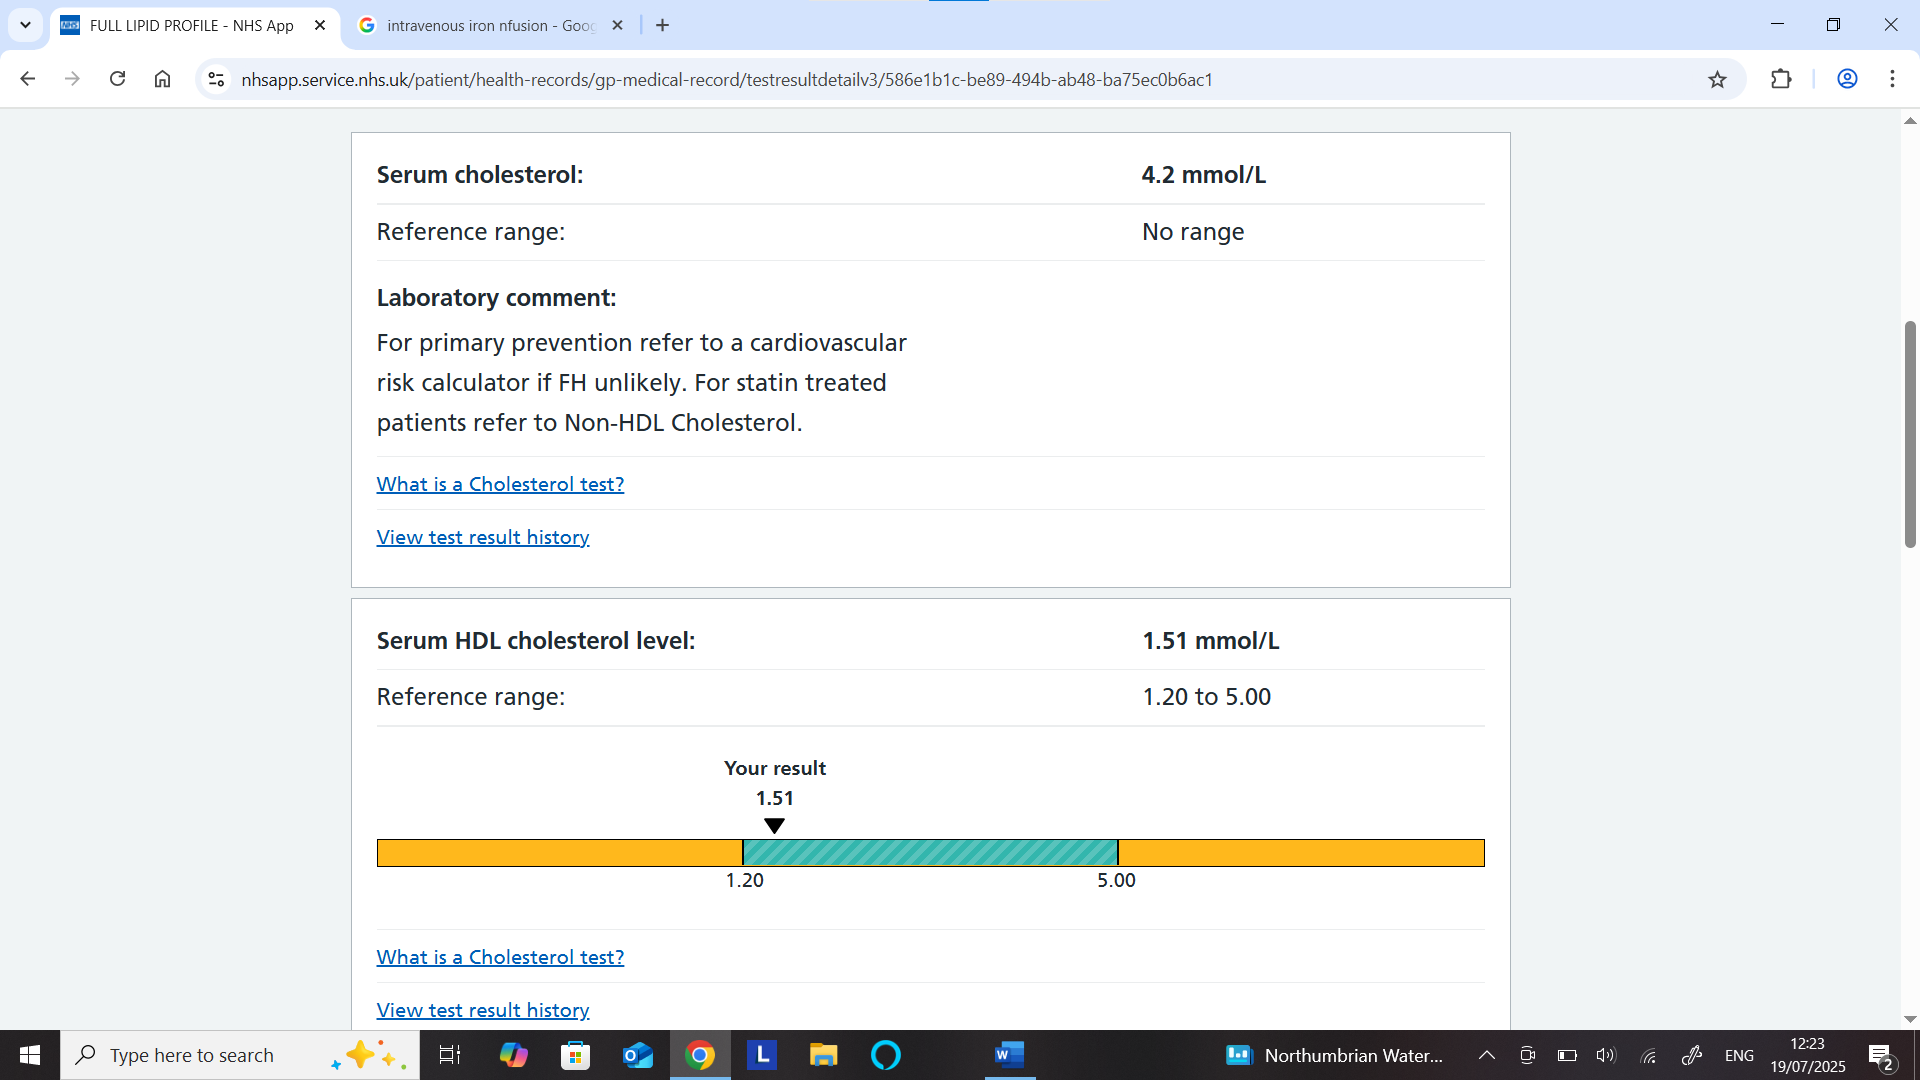 NHS
FULL LIPID PROFILE - NHS App
intravenous iron nfusion - Goog
nhsapp.service.nhs.uk/patient/health-records/gp-medical-record/testresultdetailv3/586e1b1c-be89-494b-ab48-ba75ec0b6ac1
Serum cholesterol: 4.2 mmol/L
Reference range: No range
Laboratory comment:
For primary prevention refer to a cardiovascular
risk calculator if FH unlikely. For statin treated
patients refer to Non-HDL Cholesterol.
What is a Cholesterol test?
View test result history
Serum HDL cholesterol level: 1.51 mmol/L
Reference range: 1.20 to 5.00
Your result
1.51
1.20 5.00
What is a Cholesterol test?
View test result history
Type here to search
L
Northumbrian Water...
ENG
12:23
19/07/2025
2